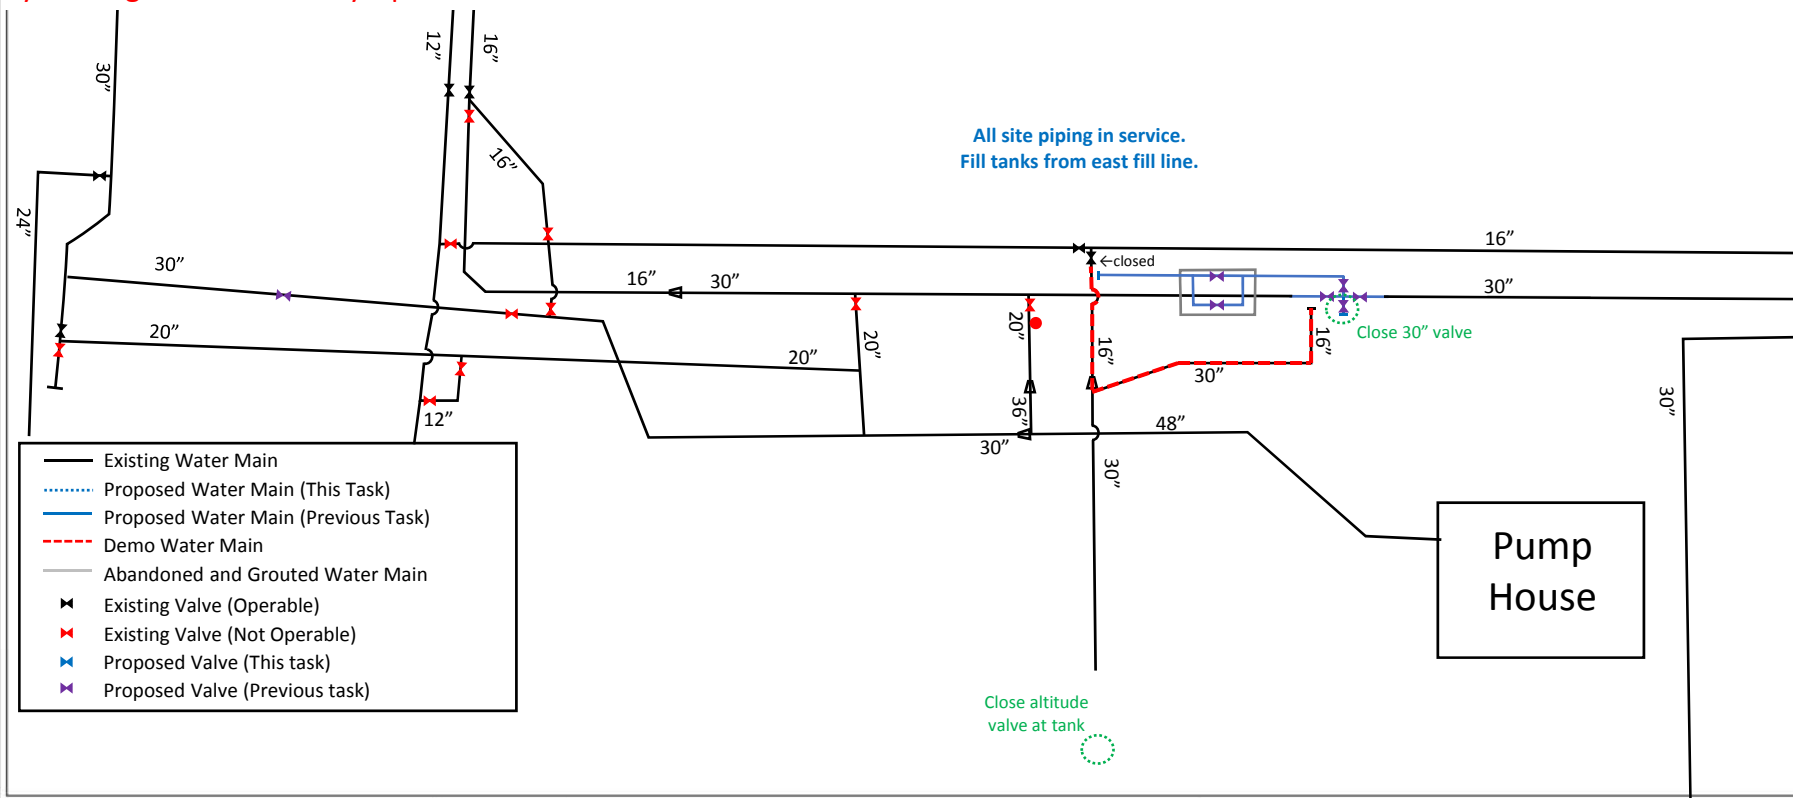 30”
12”
16”
16”
24”
All site piping in service.
Fill tanks from east fill line.
16”
30”
16”
30”
←closed
30”
20”
20”
20”
20”
16”
16”
Close 30” valve
30”
36”
12”
30”
48”
30”
30”
Existing Water Main
Proposed Water Main (This Task)
Proposed Water Main (Previous Task)
Demo Water Main
Abandoned and Grouted Water Main
Existing Valve (Operable)
Existing Valve (Not Operable)
Proposed Valve (This task)
Proposed Valve (Previous task)
Pump
House
Close altitude
valve at tank